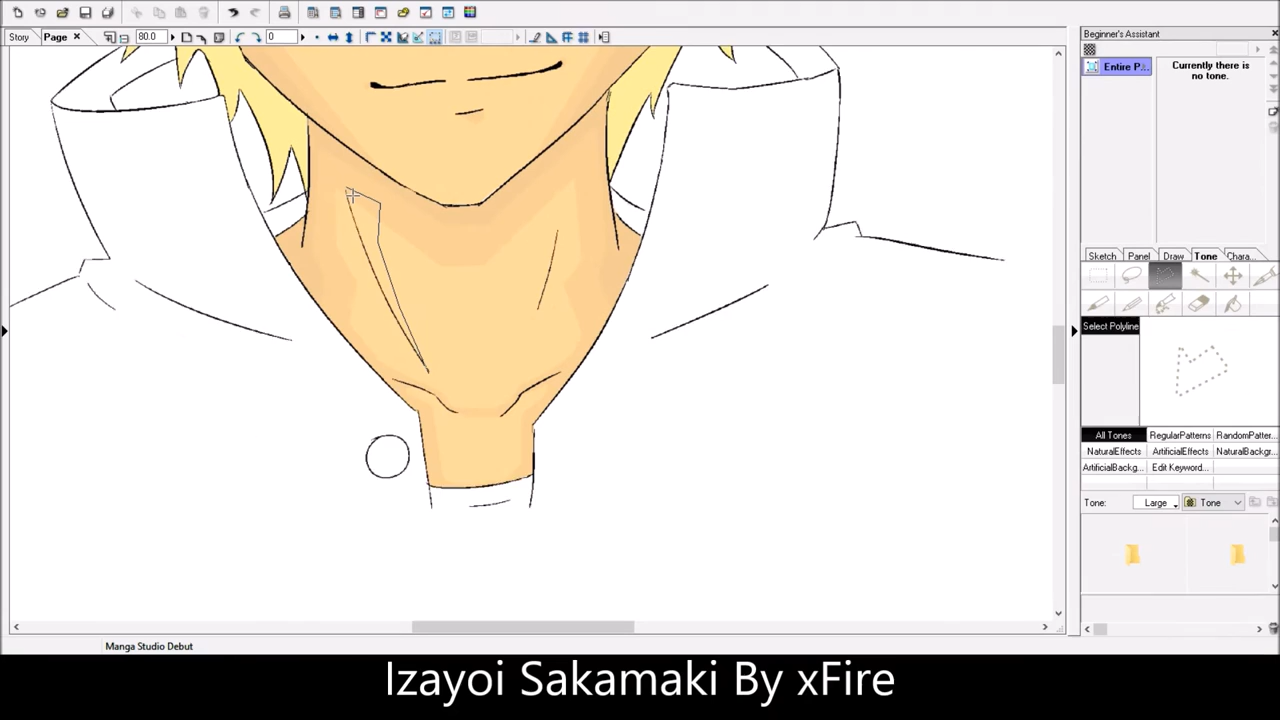 Beginner's Assistant
Story
Page
80.0
0
Entire P...
Currently there is
no tone.
Sketch
Panel
Draw
Tone
Chara...
Select Polyline
All Tones
RegularPatterns
RandomPatter...
NaturalEffects
ArtificialEffects
NaturalBackgr...
ArtificialBackg...
Edit Keyword...
Tone:
Large
Tone
Manga Studio Debut
Izayoi Sakamaki By xFire